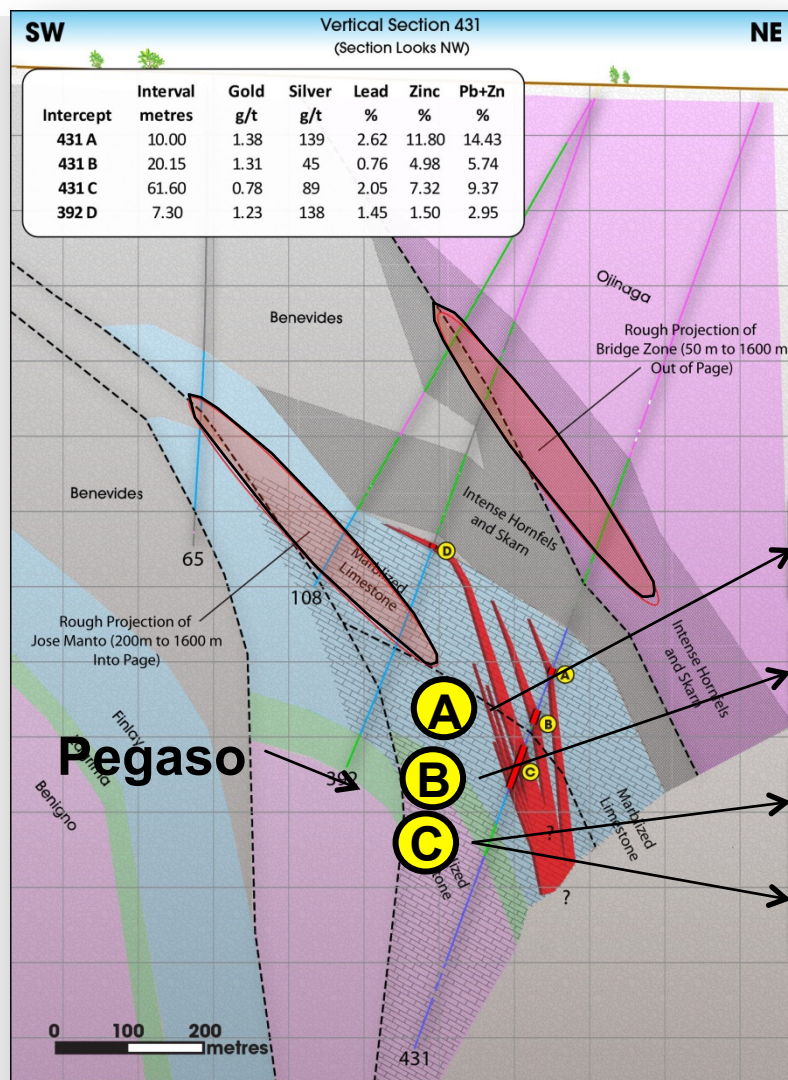 SW
Vertical Section 431
(Section Looks NW)
NE
Intercept Interval metres Gold g/t Silver g/t Lead % Zinc % Pb+Zn %
431 A 10.00 1.38 139 2.62 11.80 14.43
431 B 20.15 1.31 45 0.76 4.98 5.74
431 C 61.60 0.78 89 2.05 7.32 9.37
392 D 7.30 1.23 138 1.45 1.50 2.95
Ojinaga
Benevides
Rough Projection of
Bridge Zone (50 m to 1600 m
Out of Page)
Benevides
Intense Hornfels
and Skarn
D
65
Marblized
Limestone
108
Rough Projection of
Jose Manto (200m to 1600 m
Into Page)
Intense Hornfels
and Skarn
A
A
B
Finlay
Pegaso
B
C
392
Benigno
Marblized
Limestone
C
?
?
0 100 200
metres
431